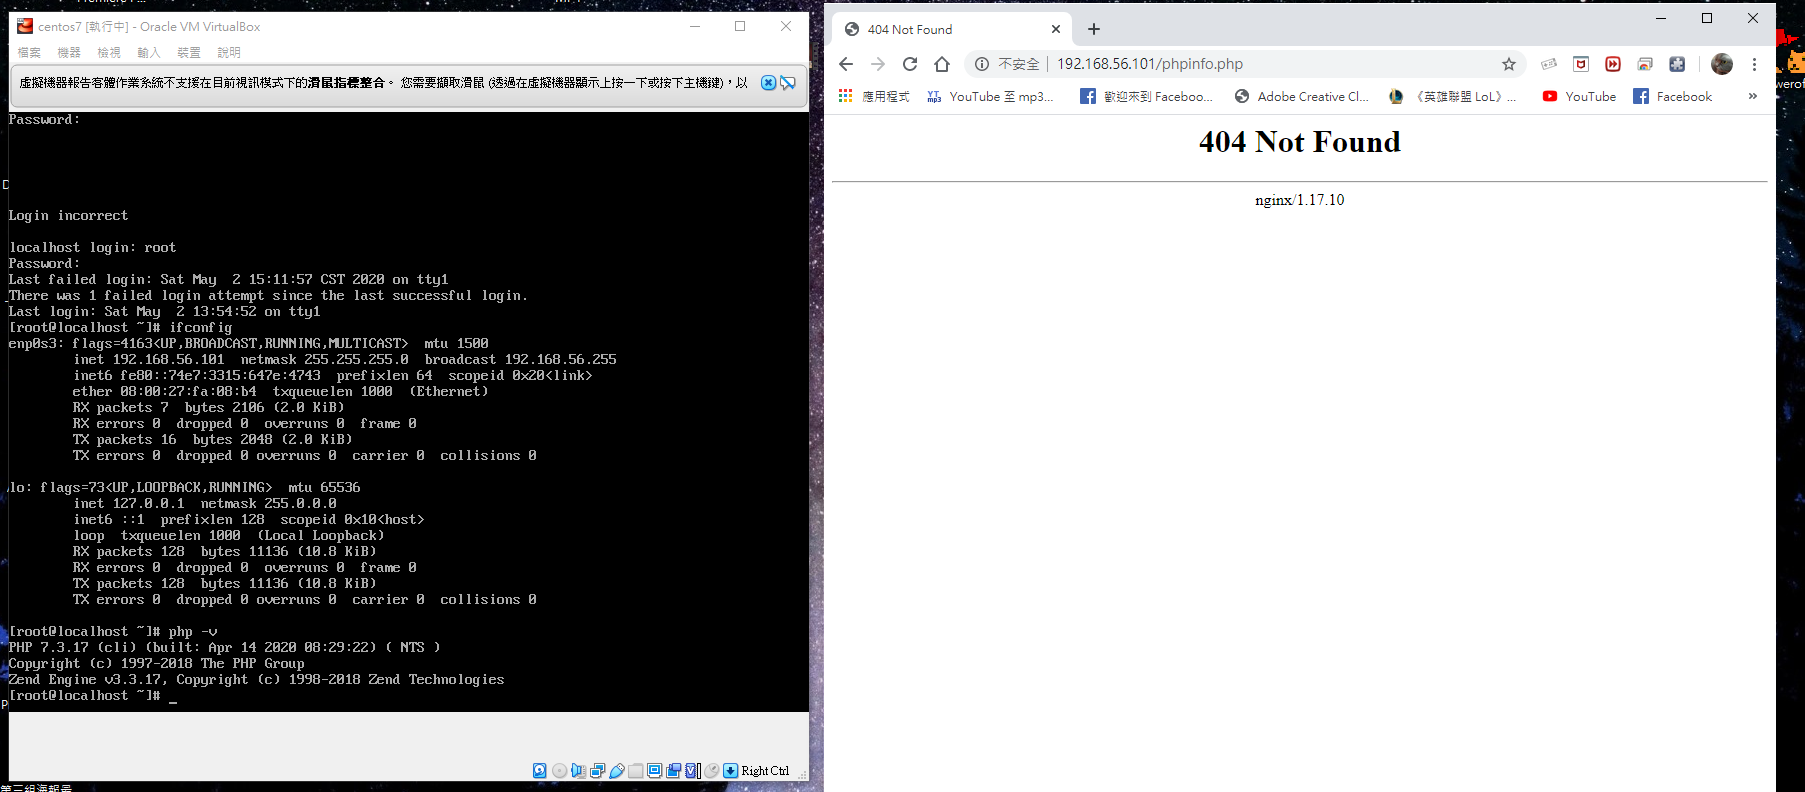 centos7 [執行中] - Oracle VM VirtualBox
檔案 機器 檢視 輸入 裝置 說明
虛擬機器報告客體作業系統不支援在目前視訊模式下的滑鼠指標整合。 您需要擷取滑鼠 (透過在虛擬機器顯示上按一下或按下主機鍵)，以
Password:
Login incorrect
localhost login: root
Password:
Last failed login: Sat May  2 15:11:57 CST 2020 on tty1
There was 1 failed login attempt since the last successful login.
Last login: Sat May  2 13:54:52 on tty1
[root@localhost ~]# ifconfig
enp0s3: flags=4163<UP,BROADCAST,RUNNING,MULTICAST>  mtu 1500
inet 192.168.56.101  netmask 255.255.255.0  broadcast 192.168.56.255
inet6 fe80::74e7:3315:647e:4743  prefixlen 64  scopeid 0x20<link>
ether 08:00:27:fa:08:b4  txqueuelen 1000  (Ethernet)
RX packets 7  bytes 2106 (2.0 KiB)
RX errors 0  dropped 0  overruns 0  frame 0
TX packets 16  bytes 2048 (2.0 KiB)
TX errors 0  dropped 0 overruns 0  carrier 0  collisions 0
lo: flags=73<UP,LOOPBACK,RUNNING>  mtu 65536
inet 127.0.0.1  netmask 255.0.0.0
inet6 ::1  prefixlen 128  scopeid 0x10<host>
loop  txqueuelen 1000  (Local Loopback)
RX packets 128  bytes 11136 (10.8 KiB)
RX errors 0  dropped 0  overruns 0  frame 0
TX packets 128  bytes 11136 (10.8 KiB)
TX errors 0  dropped 0 overruns 0  carrier 0  collisions 0
[root@localhost ~]# php -v
PHP 7.3.17 (cli) (built: Apr 14 2020 08:29:22) ( NTS )
Copyright (c) 1997-2018 The PHP Group
Zend Engine v3.3.17, Copyright (c) 1998-2018 Zend Technologies
[root@localhost ~]# _
Right Ctrl
404 Not Found
不安全 | 192.168.56.101/phpinfo.php
應用程式 YouTube 至 mp3... 歡迎來到 Faceboo... Adobe Creative Cl... 《英雄聯盟 LoL》... YouTube Facebook »
404 Not Found
nginx/1.17.10